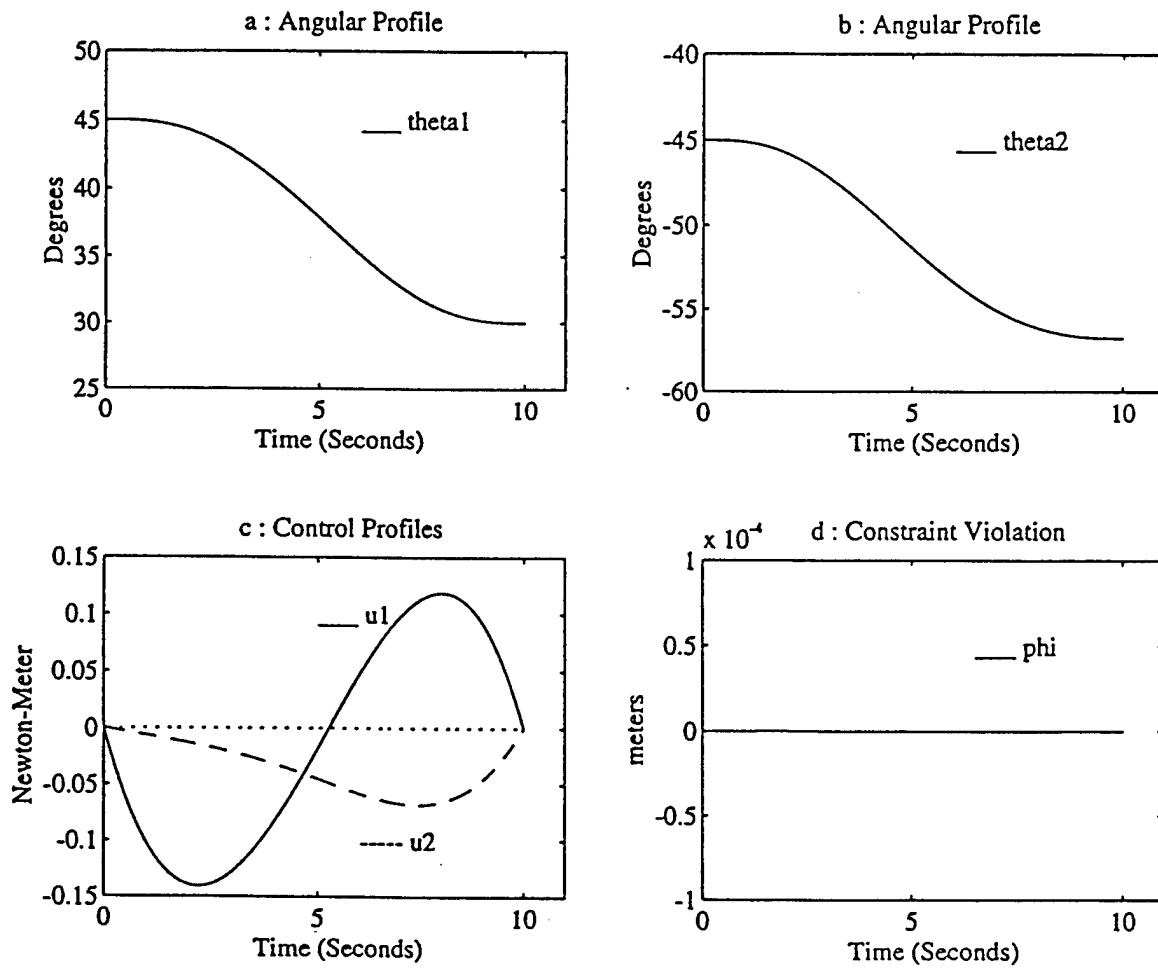 a : Angular Profile
50
45
40
35
30
25
Degrees
theta1
0
5
10
Time (Seconds)
b : Angular Profile
-40
-45
-50
-55
-60
Degrees
theta2
0
5
10
Time (Seconds)
c : Control Profiles
0.15
0.1
0.05
0
-0.05
-0.1
-0.15
Newton-Meter
u1
u2
0
5
10
Time (Seconds)
x 10⁻⁴
d : Constraint Violation
1
0.5
0
-0.5
-1
meters
phi
0
5
10
Time (Seconds)